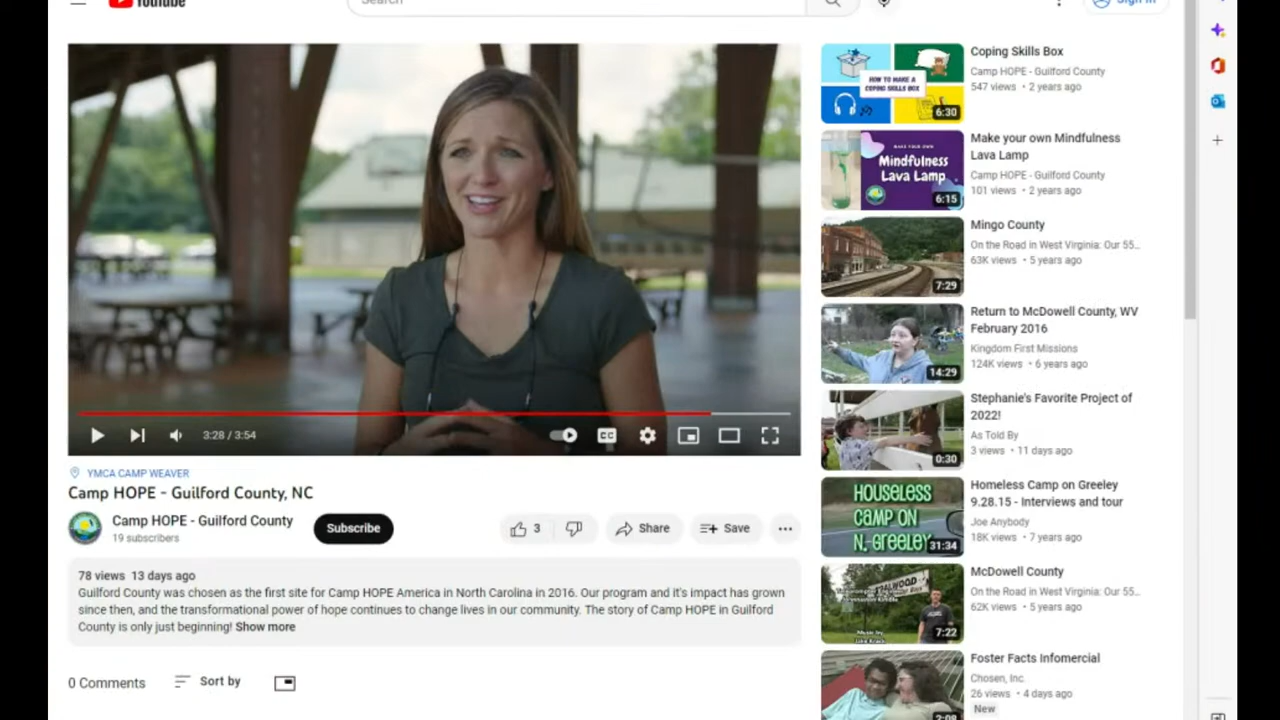 YouTube
Search
Sign in
3:28 / 3:54
CC
YMCA CAMP WEAVER
Camp HOPE - Guilford County, NC
Camp HOPE - Guilford County
19 subscribers
Subscribe
3
Share
Save
78 views 13 days ago
Guilford County was chosen as the first site for Camp HOPE America in North Carolina in 2016. Our program and it's impact has grown
since then, and the transformational power of hope continues to change lives in our community. The story of Camp HOPE in Guilford
County is only just beginning! Show more
0 Comments
Sort by
HOW TO MAKE A
COPING SKILLS BOX
6:30
Coping Skills Box
Camp HOPE - Guilford County
547 views • 2 years ago
MAKE YOUR OWN
Mindfulness
Lava Lamp
6:15
Make your own Mindfulness
Lava Lamp
Camp HOPE - Guilford County
101 views • 2 years ago
7:29
Mingo County
On the Road in West Virginia: Our 55...
63K views • 5 years ago
14:29
Return to McDowell County, WV
February 2016
Kingdom First Missions
124K views • 6 years ago
0:30
Stephanie's Favorite Project of
2022!
As Told By
3 views • 11 days ago
HOUSELESS
CAMP ON
N. GREELEY
31:34
Homeless Camp on Greeley
9.28.15 - Interviews and tour
Joe Anybody
18K views • 7 years ago
7:22
McDowell County
On the Road in West Virginia: Our 55...
62K views • 5 years ago
2:08
Foster Facts Infomercial
Chosen, Inc.
26 views • 4 days ago
New